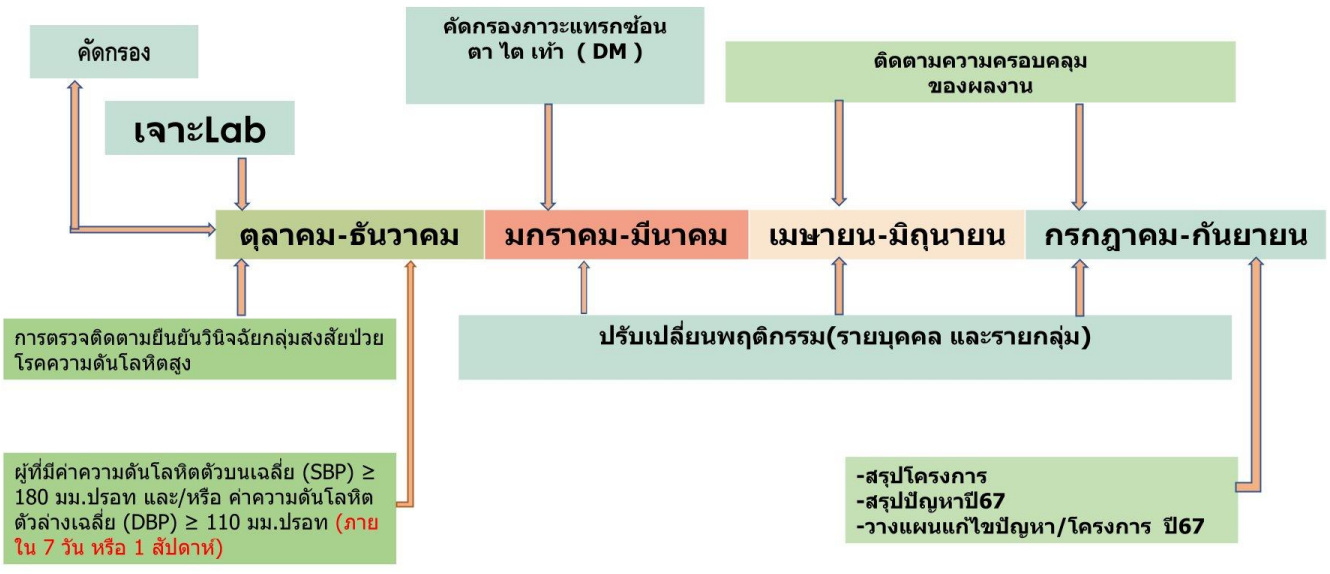 คัดกรอง
เจาะLab
คัดกรองภาวะแทรกซ้อน
ตา ไต เท้า ( DM )
ติดตามความครอบคลุม
ของผลงาน
ตุลาคม-ธันวาคม
มกราคม-มีนาคม
เมษายน-มิถุนายน
กรกฎาคม-กันยายน
การตรวจติดตามยืนยันวินิจฉัยกลุ่มสงสัยป่วย
โรคความดันโลหิตสูง
ปรับเปลี่ยนพฤติกรรม(รายบุคคล และรายกลุ่ม)
ผู้ที่มีค่าความดันโลหิตตัวบนเฉลี่ย (SBP) ≥
180 มม.ปรอท และ/หรือ ค่าความดันโลหิต
ตัวล่างเฉลี่ย (DBP) ≥ 110 มม.ปรอท (ภาย
ใน 7 วัน หรือ 1 สัปดาห์)
-สรุปโครงการ
-สรุปปัญหาปี67
-วางแผนแก้ไขปัญหา/โครงการ ปี67